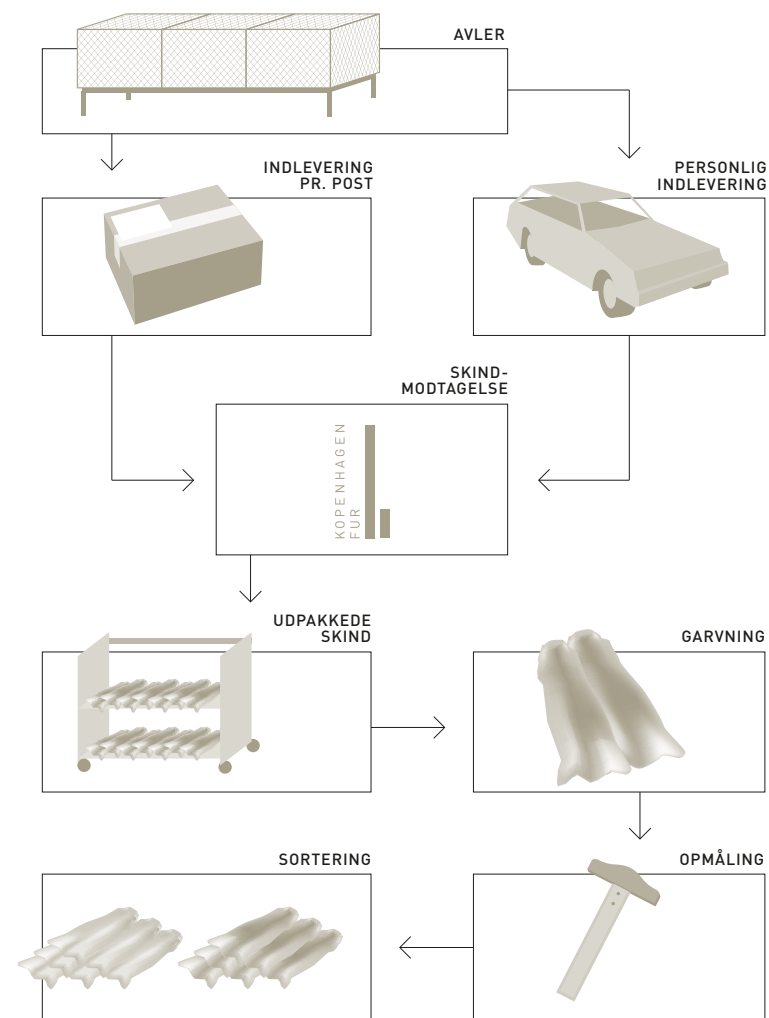 AVLER
INDLEVERING
PR. POST
PERSONLIG
INDLEVERING
SKIND-
MODTAGELSE
KOPENHAGEN
FUR
UDPAKKEDE
SKIND
GARVNING
SORTERING
OPMÅLING